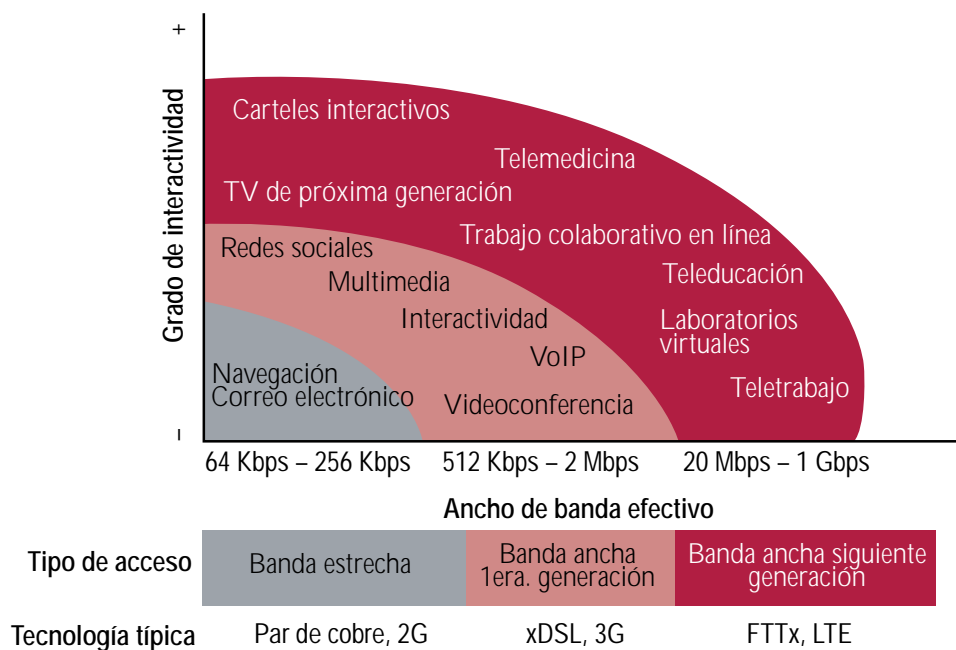 +
Grado de interactividad
–
Carteles interactivos
Telemedicina
TV de próxima generación
Trabajo colaborativo en línea
Teleducación
Laboratorios
virtuales
Teletrabajo
Redes sociales
Multimedia
Interactividad
VoIP
Videoconferencia
Navegación
Correo electrónico
64 Kbps – 256 Kbps
512 Kbps – 2 Mbps
20 Mbps – 1 Gbps
Ancho de banda efectivo
Tipo de acceso
Banda estrecha
Banda ancha
1era. generación
Banda ancha siguiente
generación
Tecnología típica
Par de cobre, 2G
xDSL, 3G
FTTx, LTE